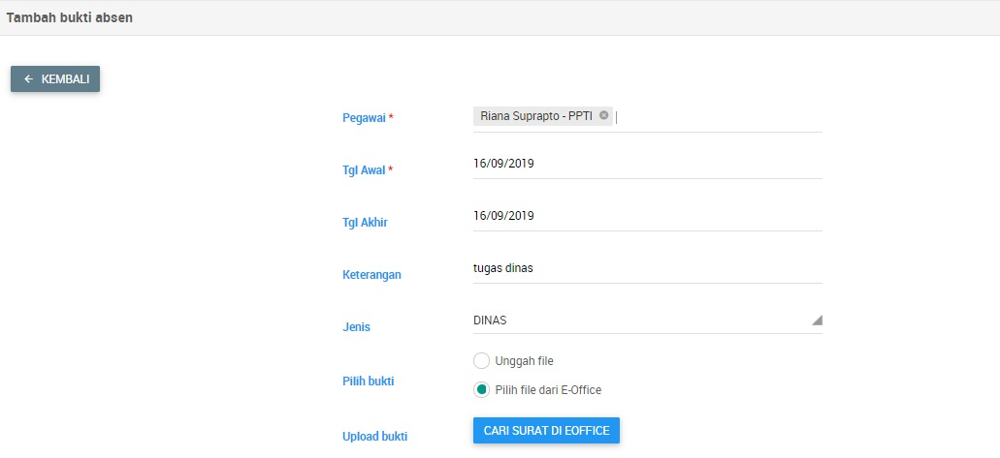 Tambah bukti absen
← KEMBALI
Pegawai * Riana Suprapto - PPTI
Tgl Awal * 16/09/2019
Tgl Akhir 16/09/2019
Keterangan tugas dinas
Jenis DINAS
Pilih bukti Unggah file
Pilih file dari E-Office
Upload bukti CARI SURAT DI EOFFICE